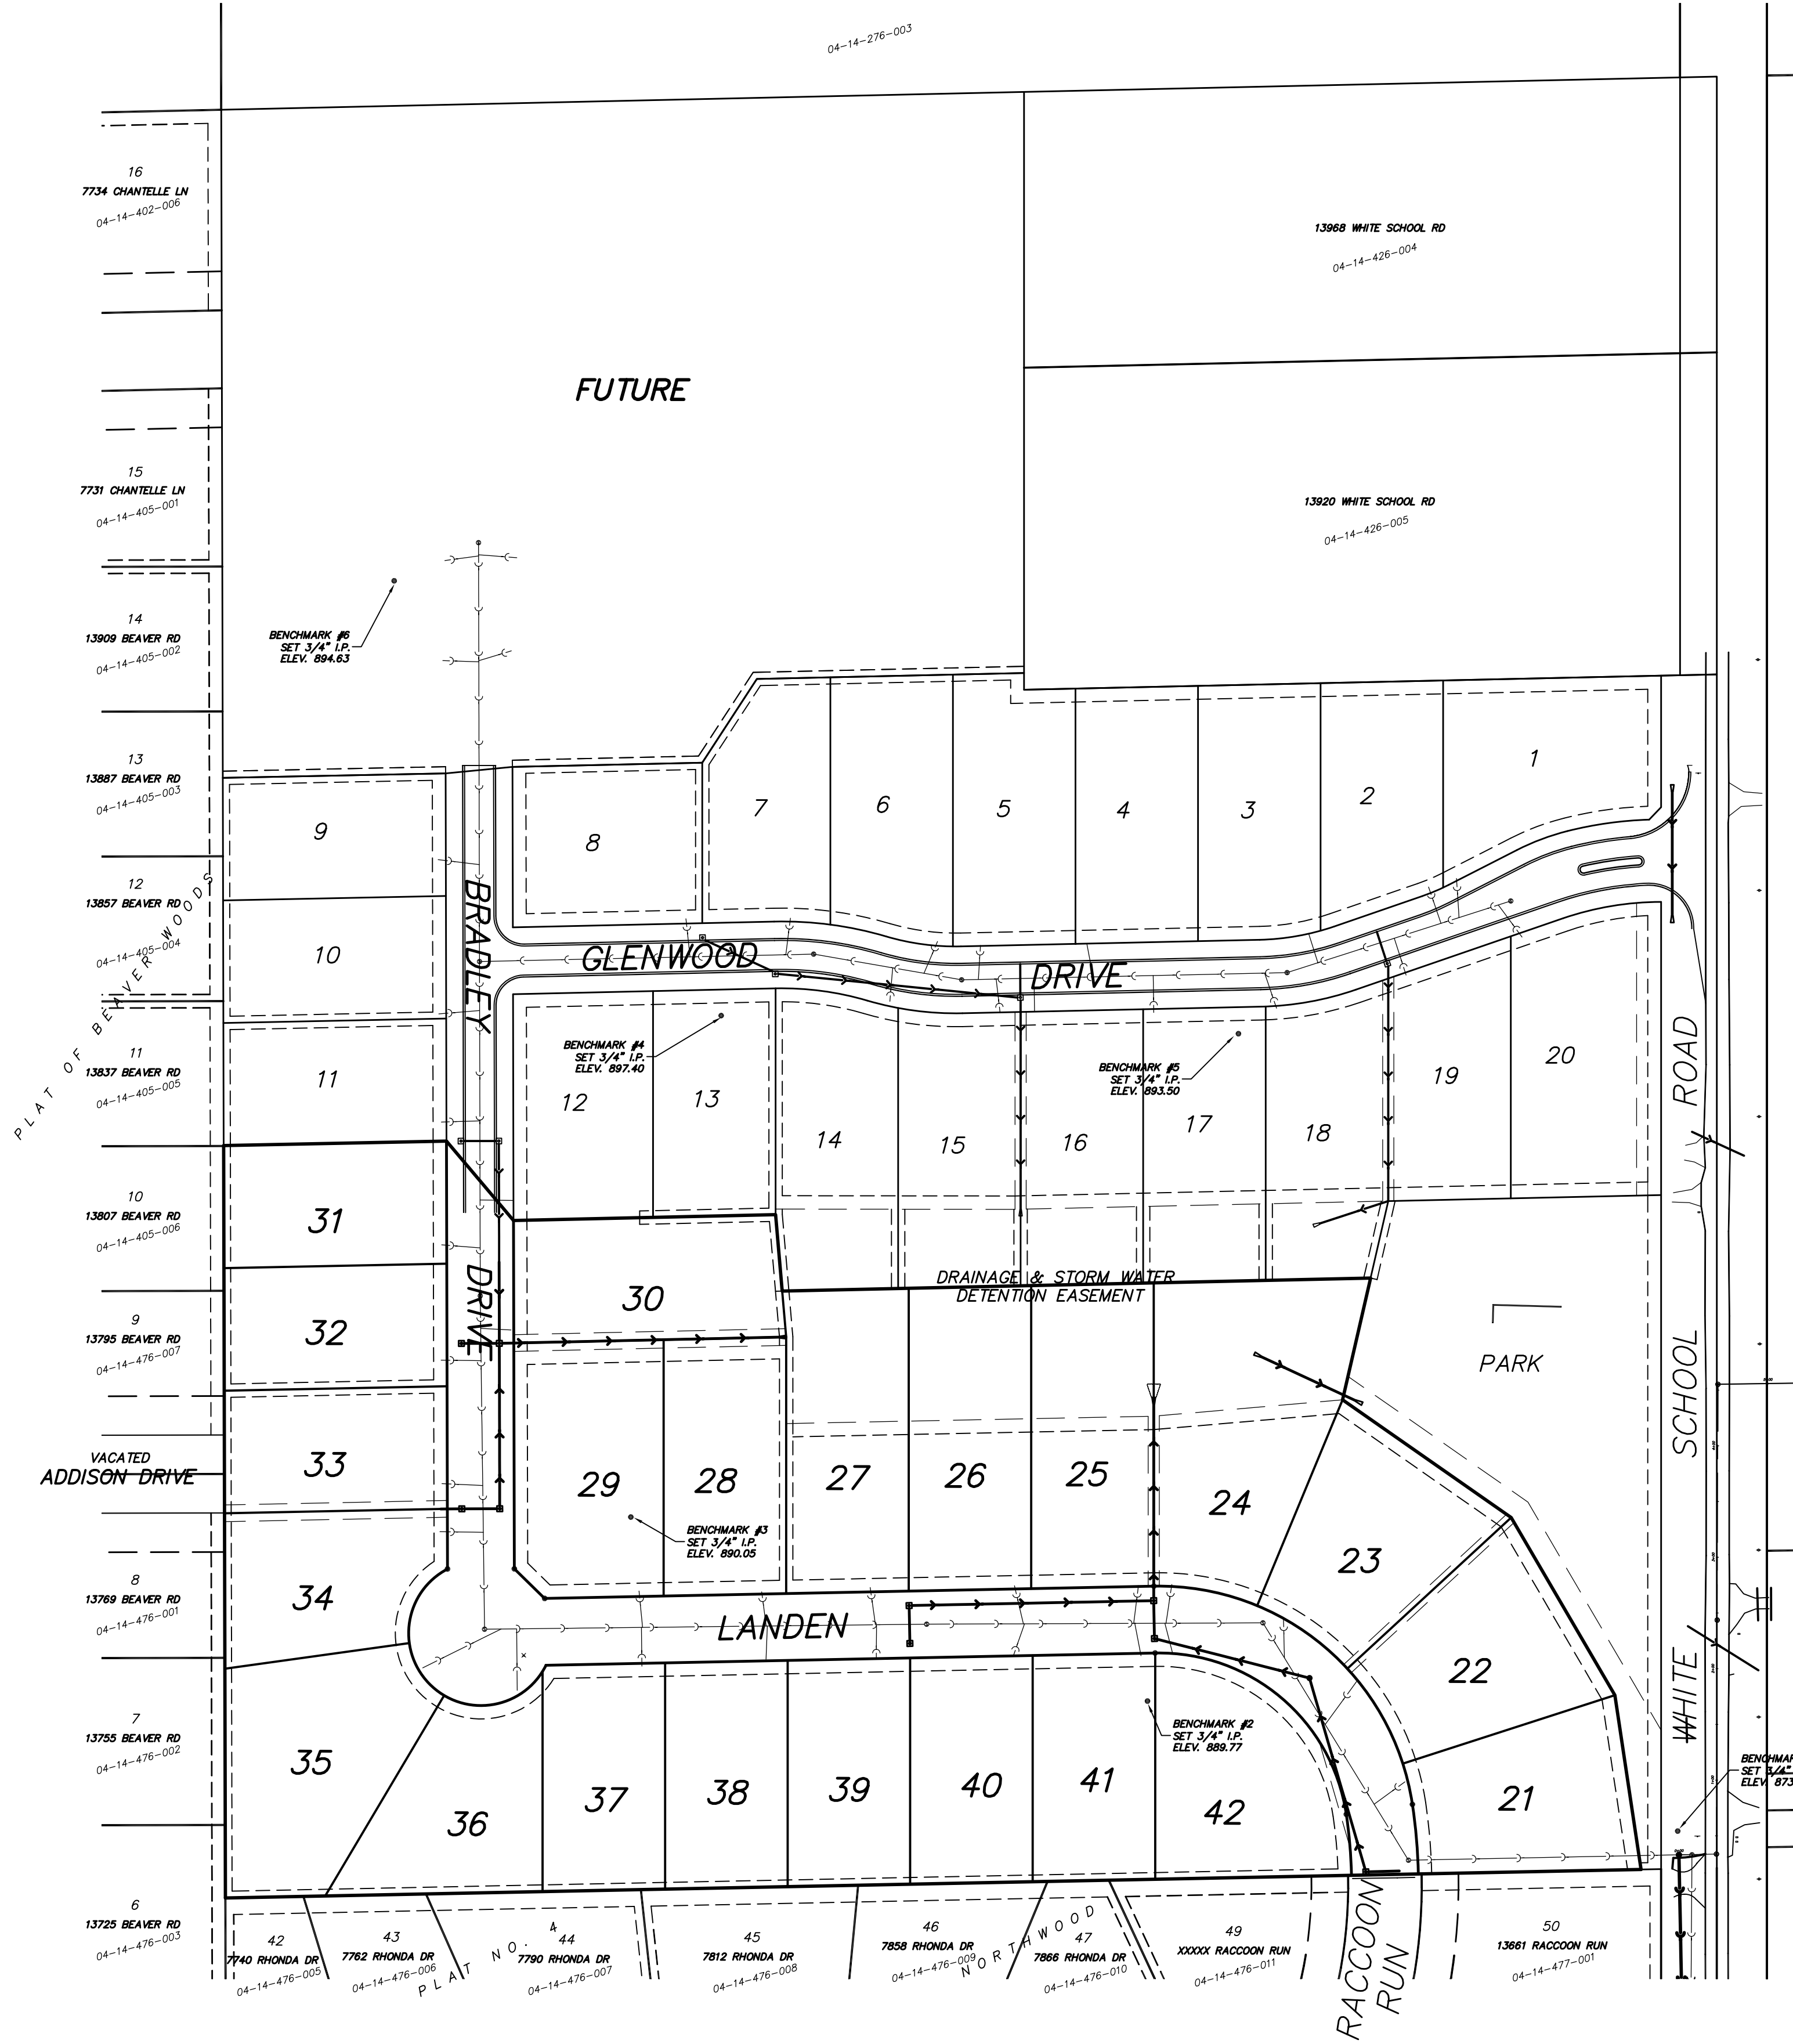 04-14-276-003
16
7734 CHANTELLE LN
04-14-402-006
13968 WHITE SCHOOL RD
04-14-426-004
FUTURE
15
7731 CHANTELLE LN
04-14-405-001
13920 WHITE SCHOOL RD
04-14-426-005
14
13909 BEAVER RD
04-14-405-002
BENCHMARK #6
SET 3/4" I.P.
ELEV. 894.63
13
13887 BEAVER RD
04-14-405-003
9
8
7
6
5
4
3
2
1
12
13857 BEAVER RD
04-14-405-004
PLAT OF BEAVER WOODS
10
BRADLEY
DRIVE
GLENWOOD
DRIVE
11
13837 BEAVER RD
04-14-405-005
11
BENCHMARK #4
SET 3/4" I.P.
ELEV. 897.40
12
13
14
15
16
BENCHMARK #5
SET 3/4" I.P.
ELEV. 893.50
17
18
19
20
WHITE
SCHOOL
ROAD
10
13807 BEAVER RD
04-14-405-006
31
30
DRAINAGE & STORM WATER
DETENTION EASEMENT
9
13795 BEAVER RD
04-14-476-007
32
PARK
VACATED
ADDISON DRIVE
33
29
28
27
26
25
24
23
BENCHMARK #3
SET 3/4" I.P.
ELEV. 890.05
8
13769 BEAVER RD
04-14-476-001
34
LANDEN
22
7
13755 BEAVER RD
04-14-476-002
35
36
37
38
39
40
41
42
21
BENCHMARK #2
SET 3/4" I.P.
ELEV. 889.77
BENCHMAR
SET 3/4"
ELEV. 873
6
13725 BEAVER RD
04-14-476-003
42
7740 RHONDA DR
04-14-476-005
43
7762 RHONDA DR
04-14-476-006
PLAT NO. 4
44
7790 RHONDA DR
04-14-476-007
45
7812 RHONDA DR
04-14-476-008
46
7858 RHONDA DR
04-14-476-009
NORTHWOOD
47
7866 RHONDA DR
04-14-476-010
49
XXXXX RACCOON RUN
04-14-476-011
RACCOON
RUN
50
13661 RACCOON RUN
04-14-477-001